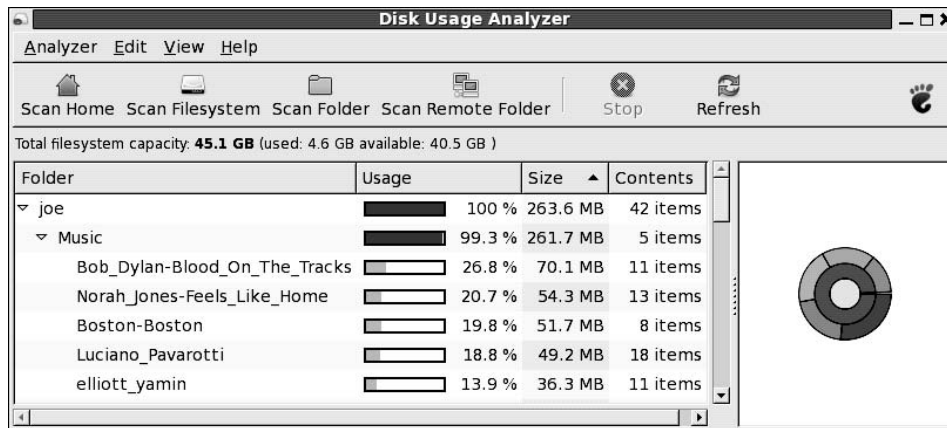 Disk Usage Analyzer
Analyzer Edit View Help
Scan Home Scan Filesystem Scan Folder Scan Remote Folder Stop Refresh
Total filesystem capacity: 45.1 GB (used: 4.6 GB available: 40.5 GB )
Folder Usage Size Contents
joe 100 % 263.6 MB 42 items
Music 99.3 % 261.7 MB 5 items
Bob_Dylan-Blood_On_The_Tracks 26.8 % 70.1 MB 11 items
Norah_Jones-Feels_Like_Home 20.7 % 54.3 MB 13 items
Boston-Boston 19.8 % 51.7 MB 8 items
Luciano_Pavarotti 18.8 % 49.2 MB 18 items
elliott_yamin 13.9 % 36.3 MB 11 items